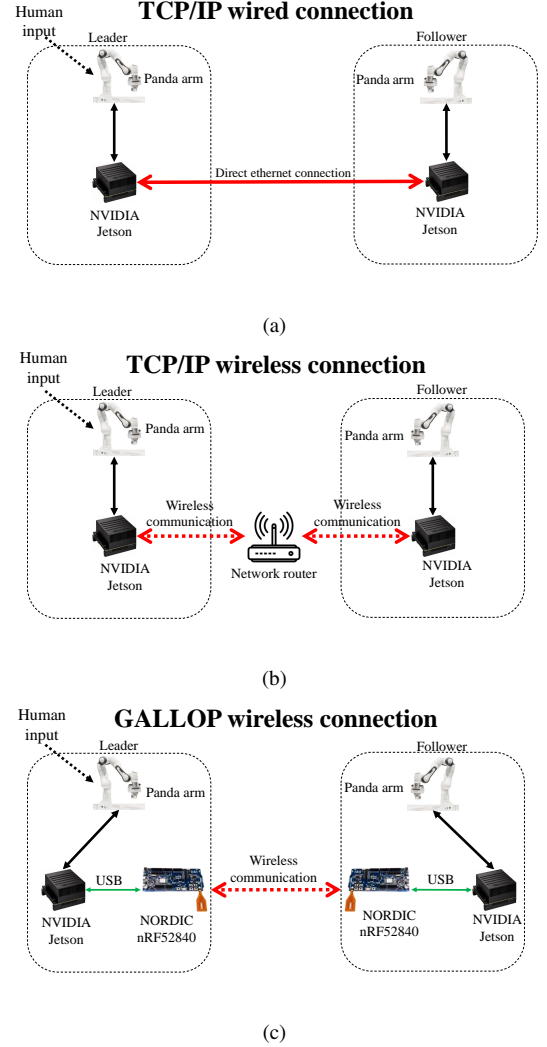 TCP/IP wired connection
Human
input
Leader
Follower
Panda arm
Panda arm
Direct ethernet connection
NVIDIA
Jetson
NVIDIA
Jetson
(a)
TCP/IP wireless connection
Human
input
Leader
Follower
Panda arm
Panda arm
Wireless
communication
Wireless
communication
NVIDIA
Jetson
Network router
NVIDIA
Jetson
(b)
GALLOP wireless connection
Human
input
Leader
Follower
Panda arm
Panda arm
USB
Wireless
communication
USB
NVIDIA
Jetson
NORDIC
nRF52840
NORDIC
nRF52840
NVIDIA
Jetson
(c)